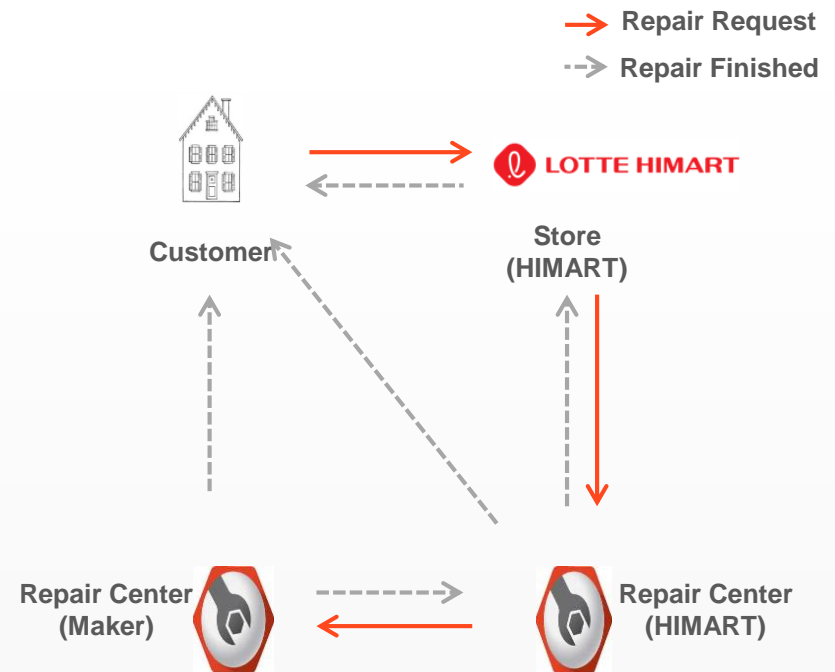 Repair Request
Repair Finished
LOTTE HIMART
Customer
Store
(HIMART)
Repair Center
(Maker)
Repair Center
(HIMART)